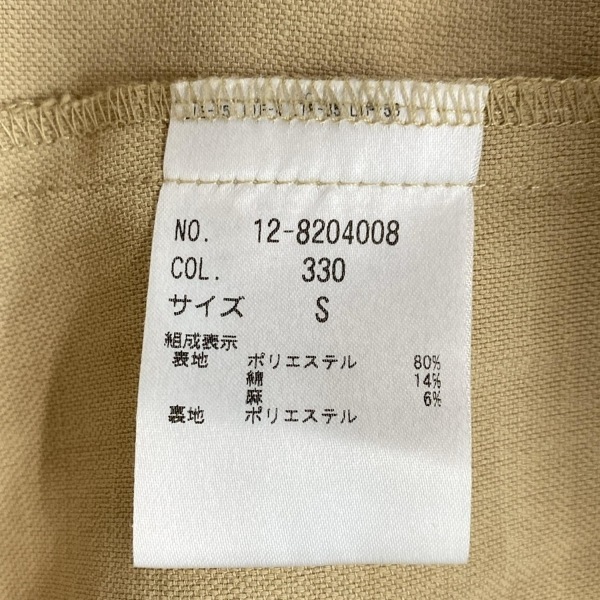 NO. 12-8204008
COL. 330
サイズ S
組成表示
表地 ポリエステル 80%
綿 14%
麻 6%
裏地 ポリエステル